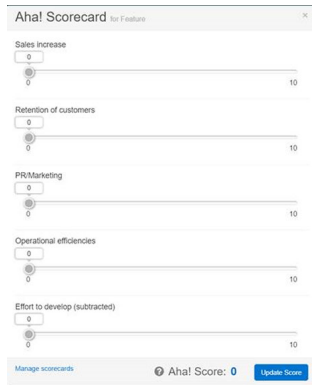 Aha! Scorecard for Feature ×
Sales increase
0
0 10
Retention of customers
0
0 10
PR/Marketing
0
0 10
Operational efficiencies
0
0 10
Effort to develop (subtracted)
0
0 10
Manage scorecards ? Aha! Score: 0 Update Score